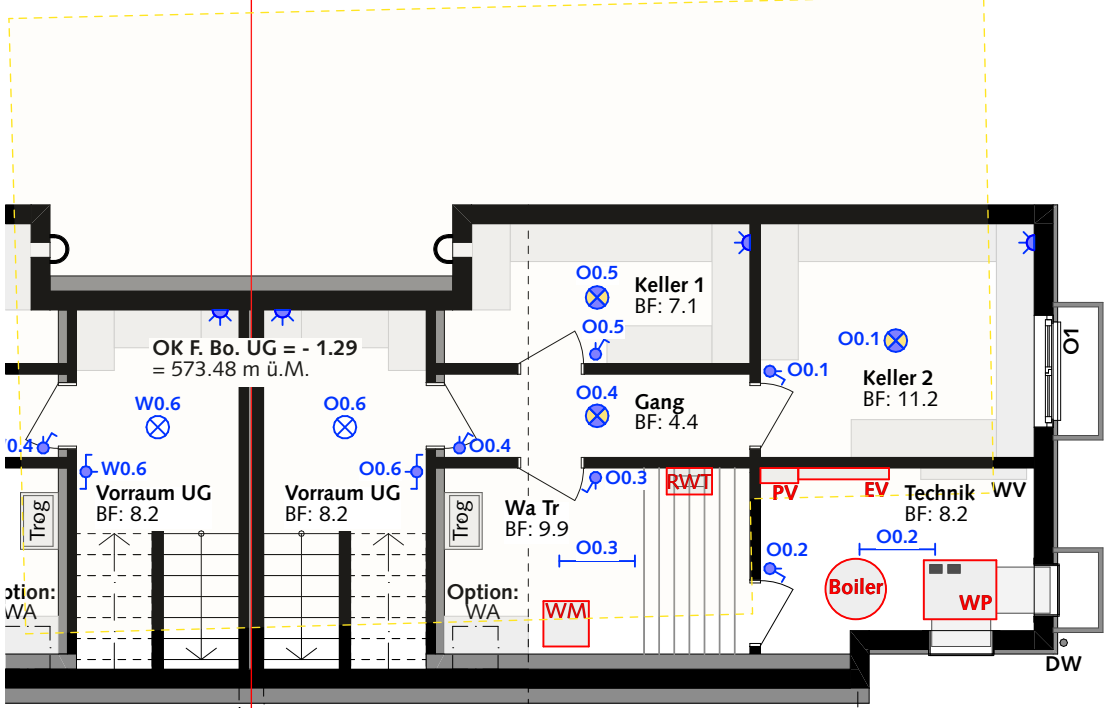 O0.5
Keller 1
BF: 7.1
O0.5
OK F. Bo. UG = - 1.29
= 573.48 m ü.M.
O0.1
O0.1
O1
Keller 2
BF: 11.2
W0.6
O0.6
O0.4
Gang
BF: 4.4
0.4
O0.4
W0.6
O0.6
O0.3
RWT
PV
EV
Technik
BF: 8.2
WV
Vorraum UG
BF: 8.2
Vorraum UG
BF: 8.2
Trog
Trog
Wa Tr
BF: 9.9
O0.3
O0.2
O0.2
ption:
WA
Option:
WA
WM
Boiler
WP
DW